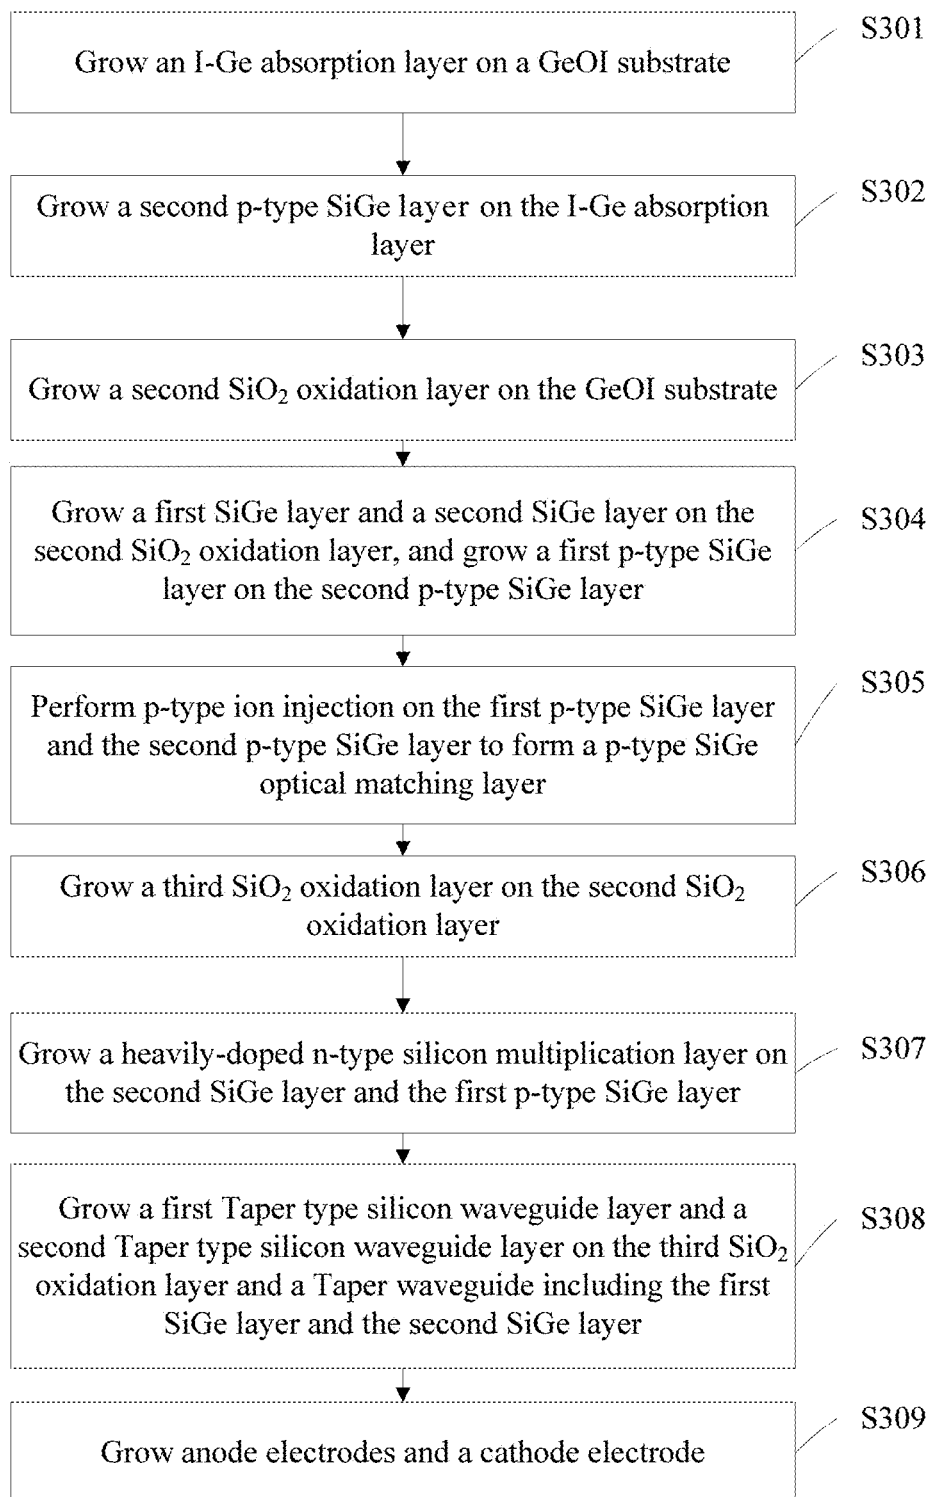 S301
Grow an I-Ge absorption layer on a GeOI substrate
S302
Grow a second p-type SiGe layer on the I-Ge absorption
layer
S303
Grow a second SiO₂ oxidation layer on the GeOI substrate
S304
Grow a first SiGe layer and a second SiGe layer on the
second SiO₂ oxidation layer, and grow a first p-type SiGe
layer on the second p-type SiGe layer
S305
Perform p-type ion injection on the first p-type SiGe layer
and the second p-type SiGe layer to form a p-type SiGe
optical matching layer
S306
Grow a third SiO₂ oxidation layer on the second SiO₂
oxidation layer
S307
Grow a heavily-doped n-type silicon multiplication layer on
the second SiGe layer and the first p-type SiGe layer
S308
Grow a first Taper type silicon waveguide layer and a
second Taper type silicon waveguide layer on the third SiO₂
oxidation layer and a Taper waveguide including the first
SiGe layer and the second SiGe layer
S309
Grow anode electrodes and a cathode electrode